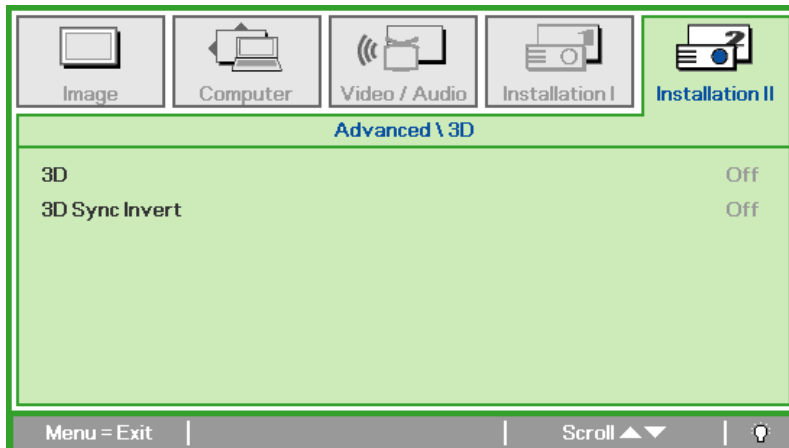 Image Computer Video / Audio Installation I Installation II
Advanced \ 3D
3D Off
3D Sync Invert Off
Menu = Exit Scroll